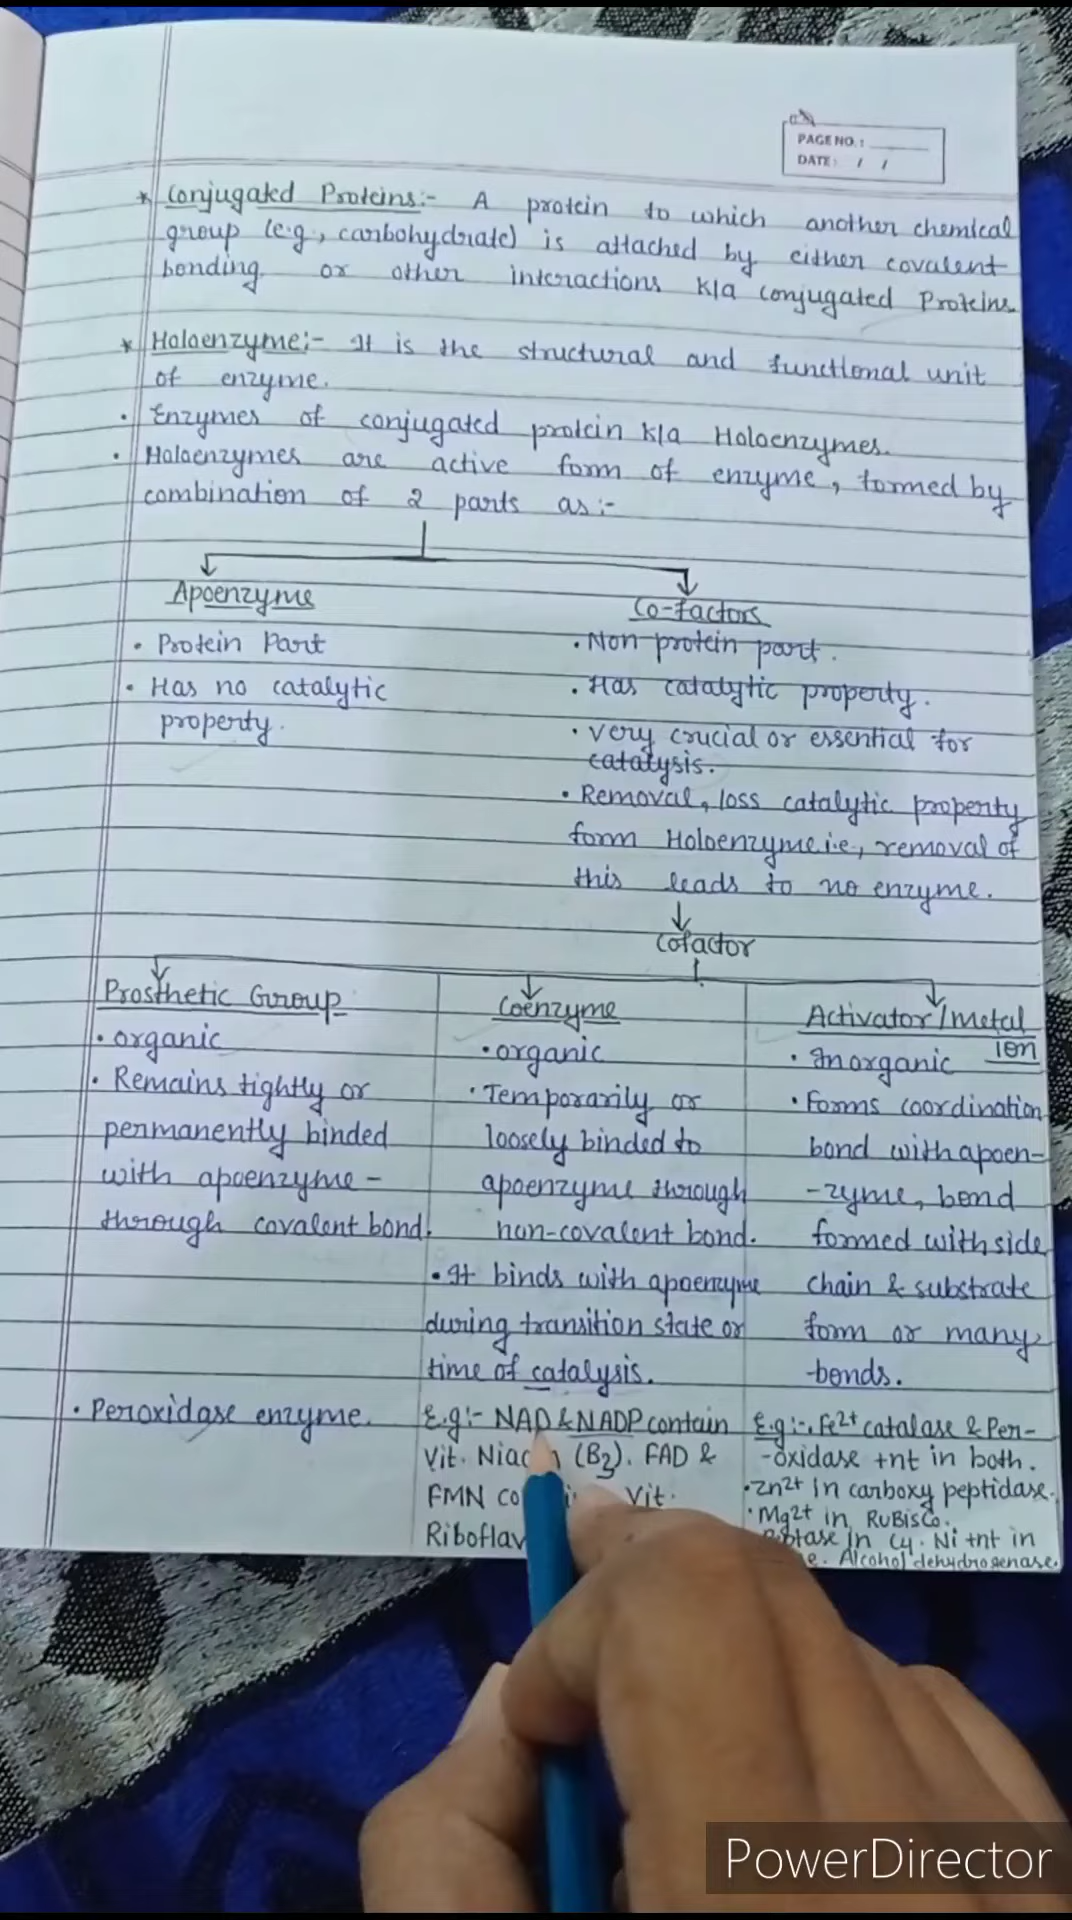 PAGE NO.:
DATE: / /
* Conjugated Proteins:- A protein to which another chemical
group (e.g, carbohydrate) is attached by either covalent
bonding or other interactions k/a conjugated Proteins
* Holoenzyme:- It is the structural and functional unit
of enzyme.
• Enzymes of conjugated protein k/a Holoenzymes.
• Holoenzymes are active form of enzyme, formed by
combination of 2 parts as:-
Apoenzyme
• Protein Part
• Has no catalytic
property.
Co-factors
• Non protein part.
• Has catalytic property.
• very crucial or essential for
catalysis.
• Removal, loss catalytic property
form Holoenzyme i.e., removal of
this leads to no enzyme.
Cofactor
Prosthetic Group
• organic
• Remains tightly or
permanently binded
with apoenzyme -
through covalent bond.
• Peroxidase enzyme.
Coenzyme
• organic
• Temporarily or
loosely binded to
apoenzyme through
non-covalent bond.
• It binds with apoenzyme
during transition state or
time of catalysis.
E.g:- NAD & NADP contain
Vit. (B3). FAD &
FMN Vit.
Activator/Metal
Ion
• Inorganic
• Forms coordination
bond with apoen-
-zyme, bond
formed with side
chain & substrate
form or many
bonds.
E.g:-. Fe2+ catalase & Per-
-oxidase +nt in both.
• Zn2+ in carboxy peptidase.
• Mg2+ in RUBISCO.
in Ni +nt in
Alcohol dehydrogenase.
PowerDirector